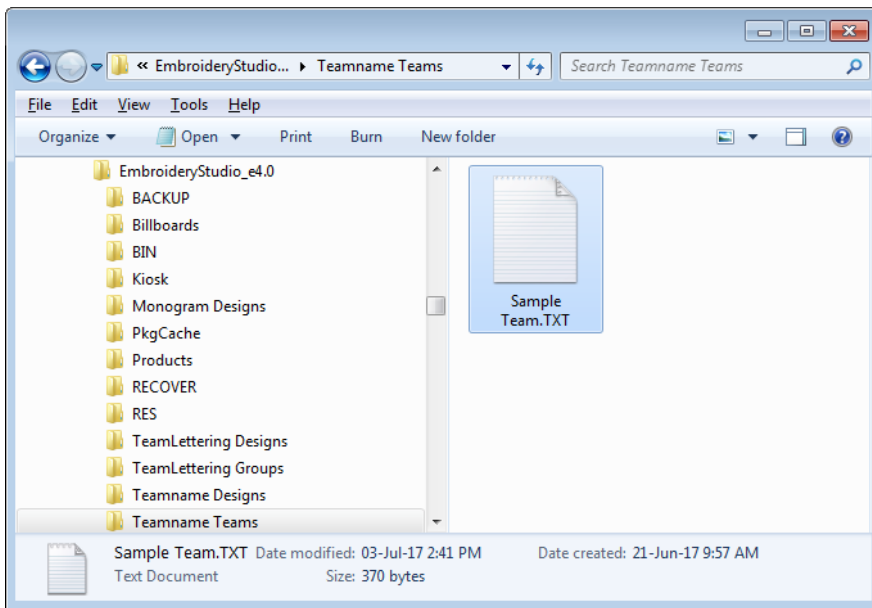 « EmbroideryStudio... ▸ Teamname Teams
Search Teamname Teams
File Edit View Tools Help
Organize Open Print Burn New folder
EmbroideryStudio_e4.0
BACKUP
Billboards
BIN
Kiosk
Monogram Designs
PkgCache
Products
RECOVER
RES
TeamLettering Designs
TeamLettering Groups
Teamname Designs
Teamname Teams
Sample
Team.TXT
Sample Team.TXT Date modified: 03-Jul-17 2:41 PM Date created: 21-Jun-17 9:57 AM
Text Document Size: 370 bytes